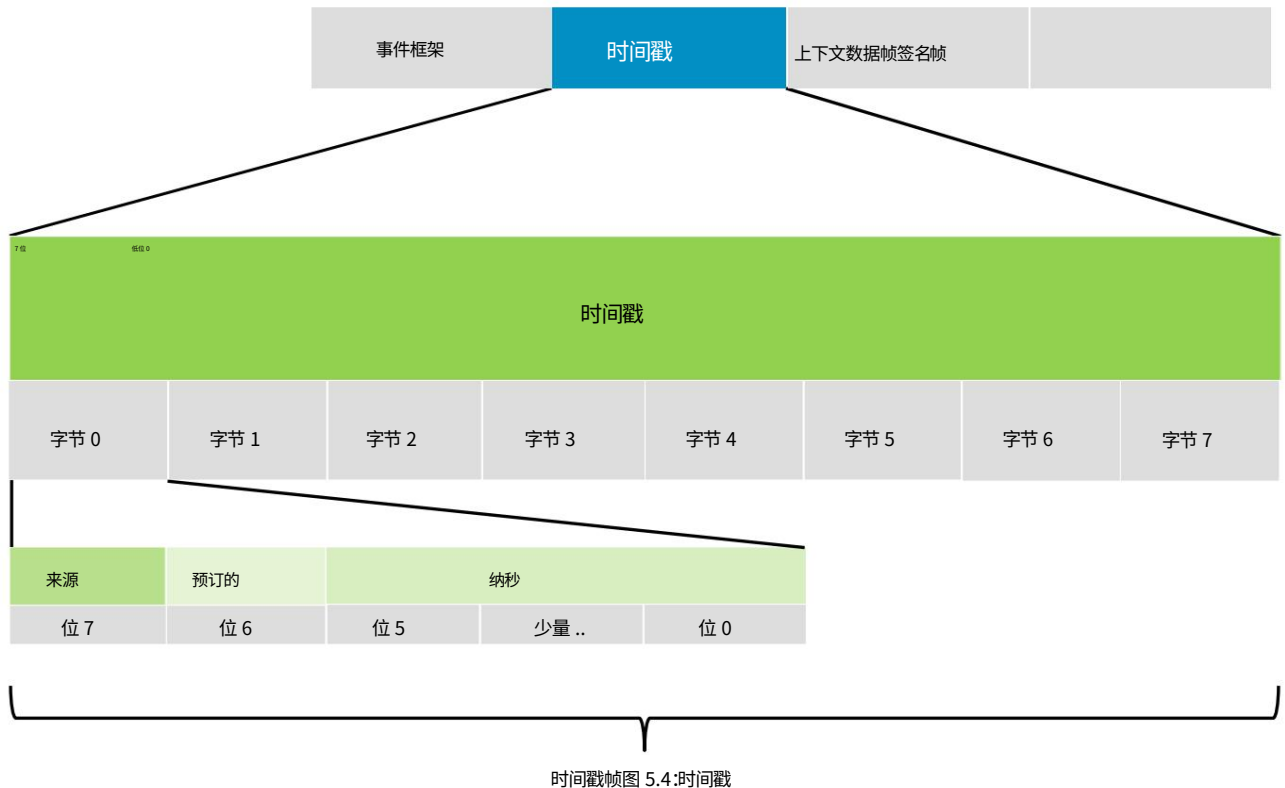 事件框架 时间戳 上下文数据帧签名帧
7 位 低位 0
时间戳
字节 0 字节 1 字节 2 字节 3 字节 4 字节 5 字节 6 字节 7
来源 预订的 纳秒
位 7 位 6 位 5 少量 .. 位 0
时间戳帧图 5.4:时间戳